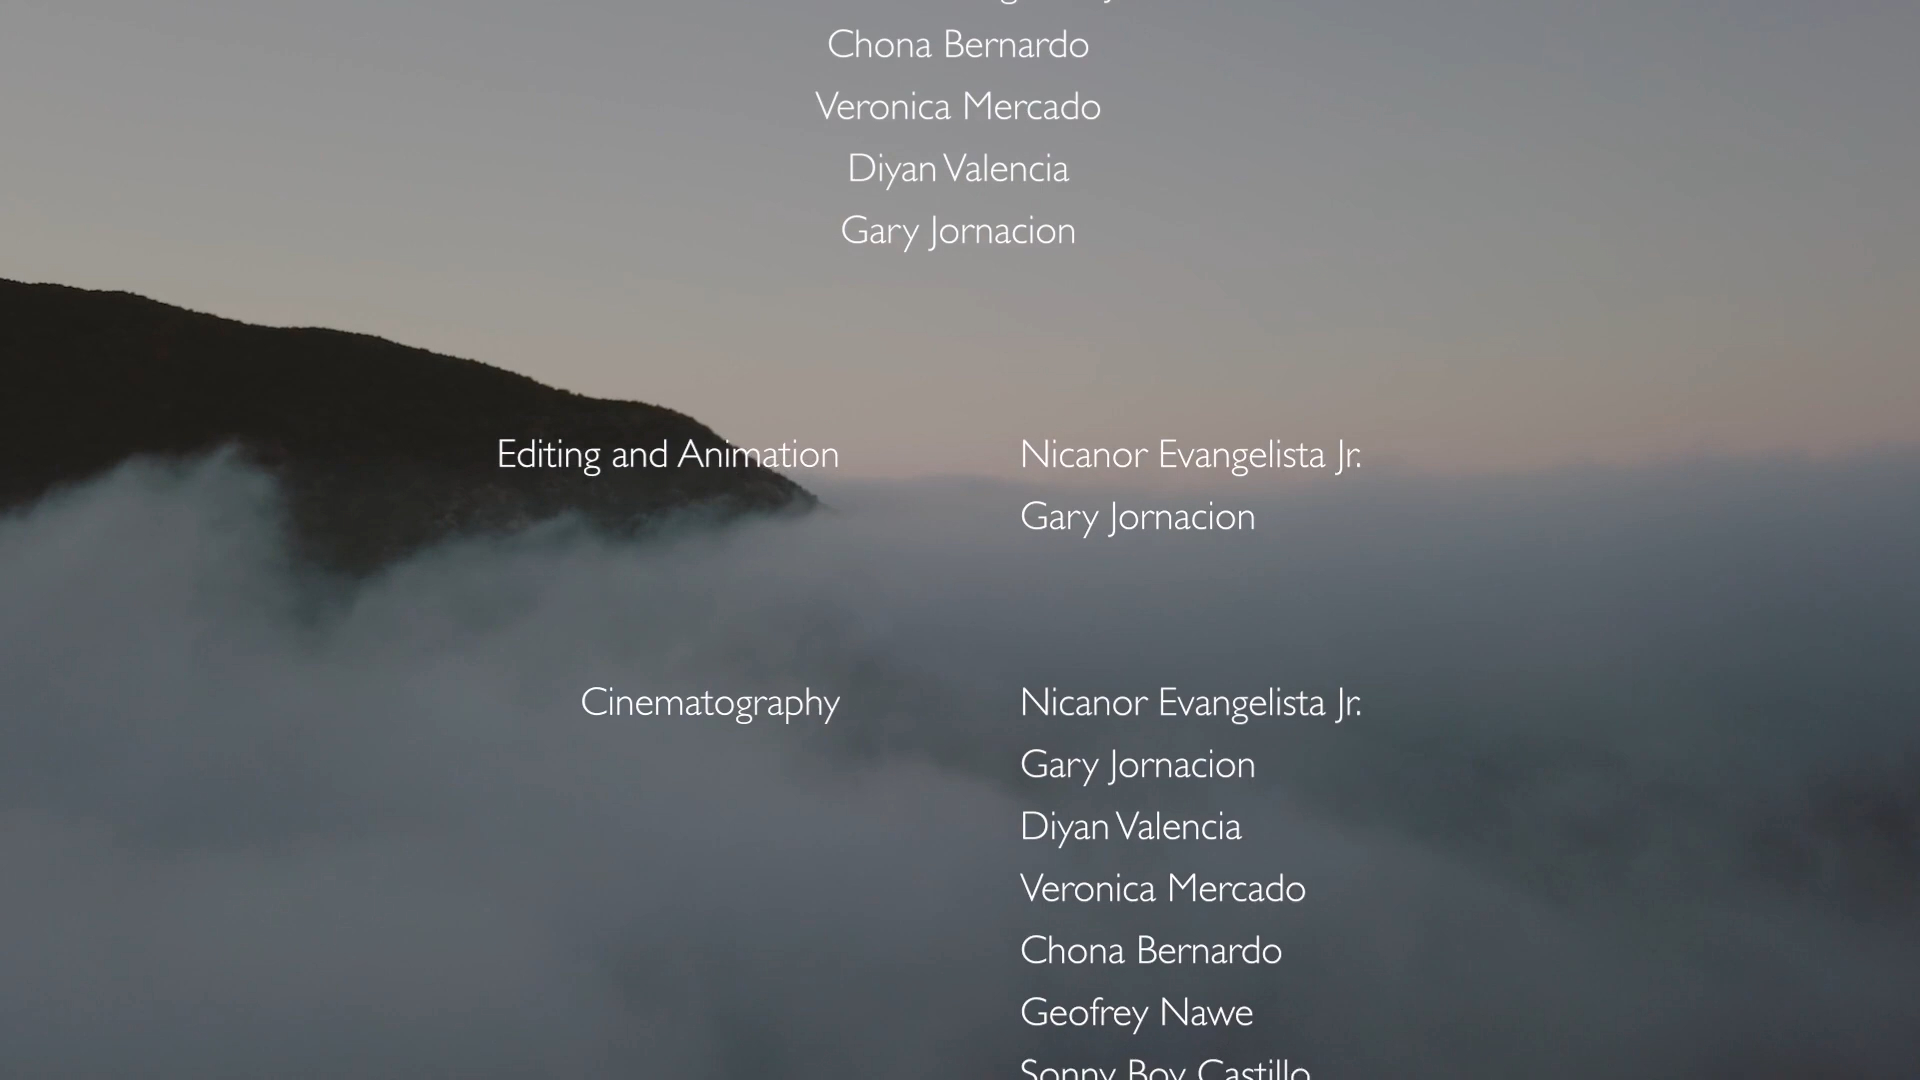 Chona Bernardo
Veronica Mercado
Diyan Valencia
Gary Jornacion
Editing and Animation Nicanor Evangelista Jr.
Gary Jornacion
Cinematography Nicanor Evangelista Jr.
Gary Jornacion
Diyan Valencia
Veronica Mercado
Chona Bernardo
Geofrey Nawe
Sonny Boy Castillo